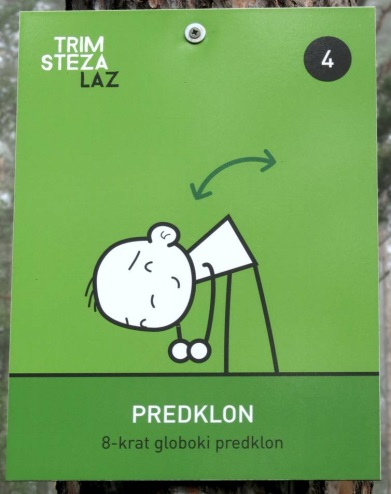 TRIM
STEZA
LAZ
4
PREDKLON
8-krat globoki predklon